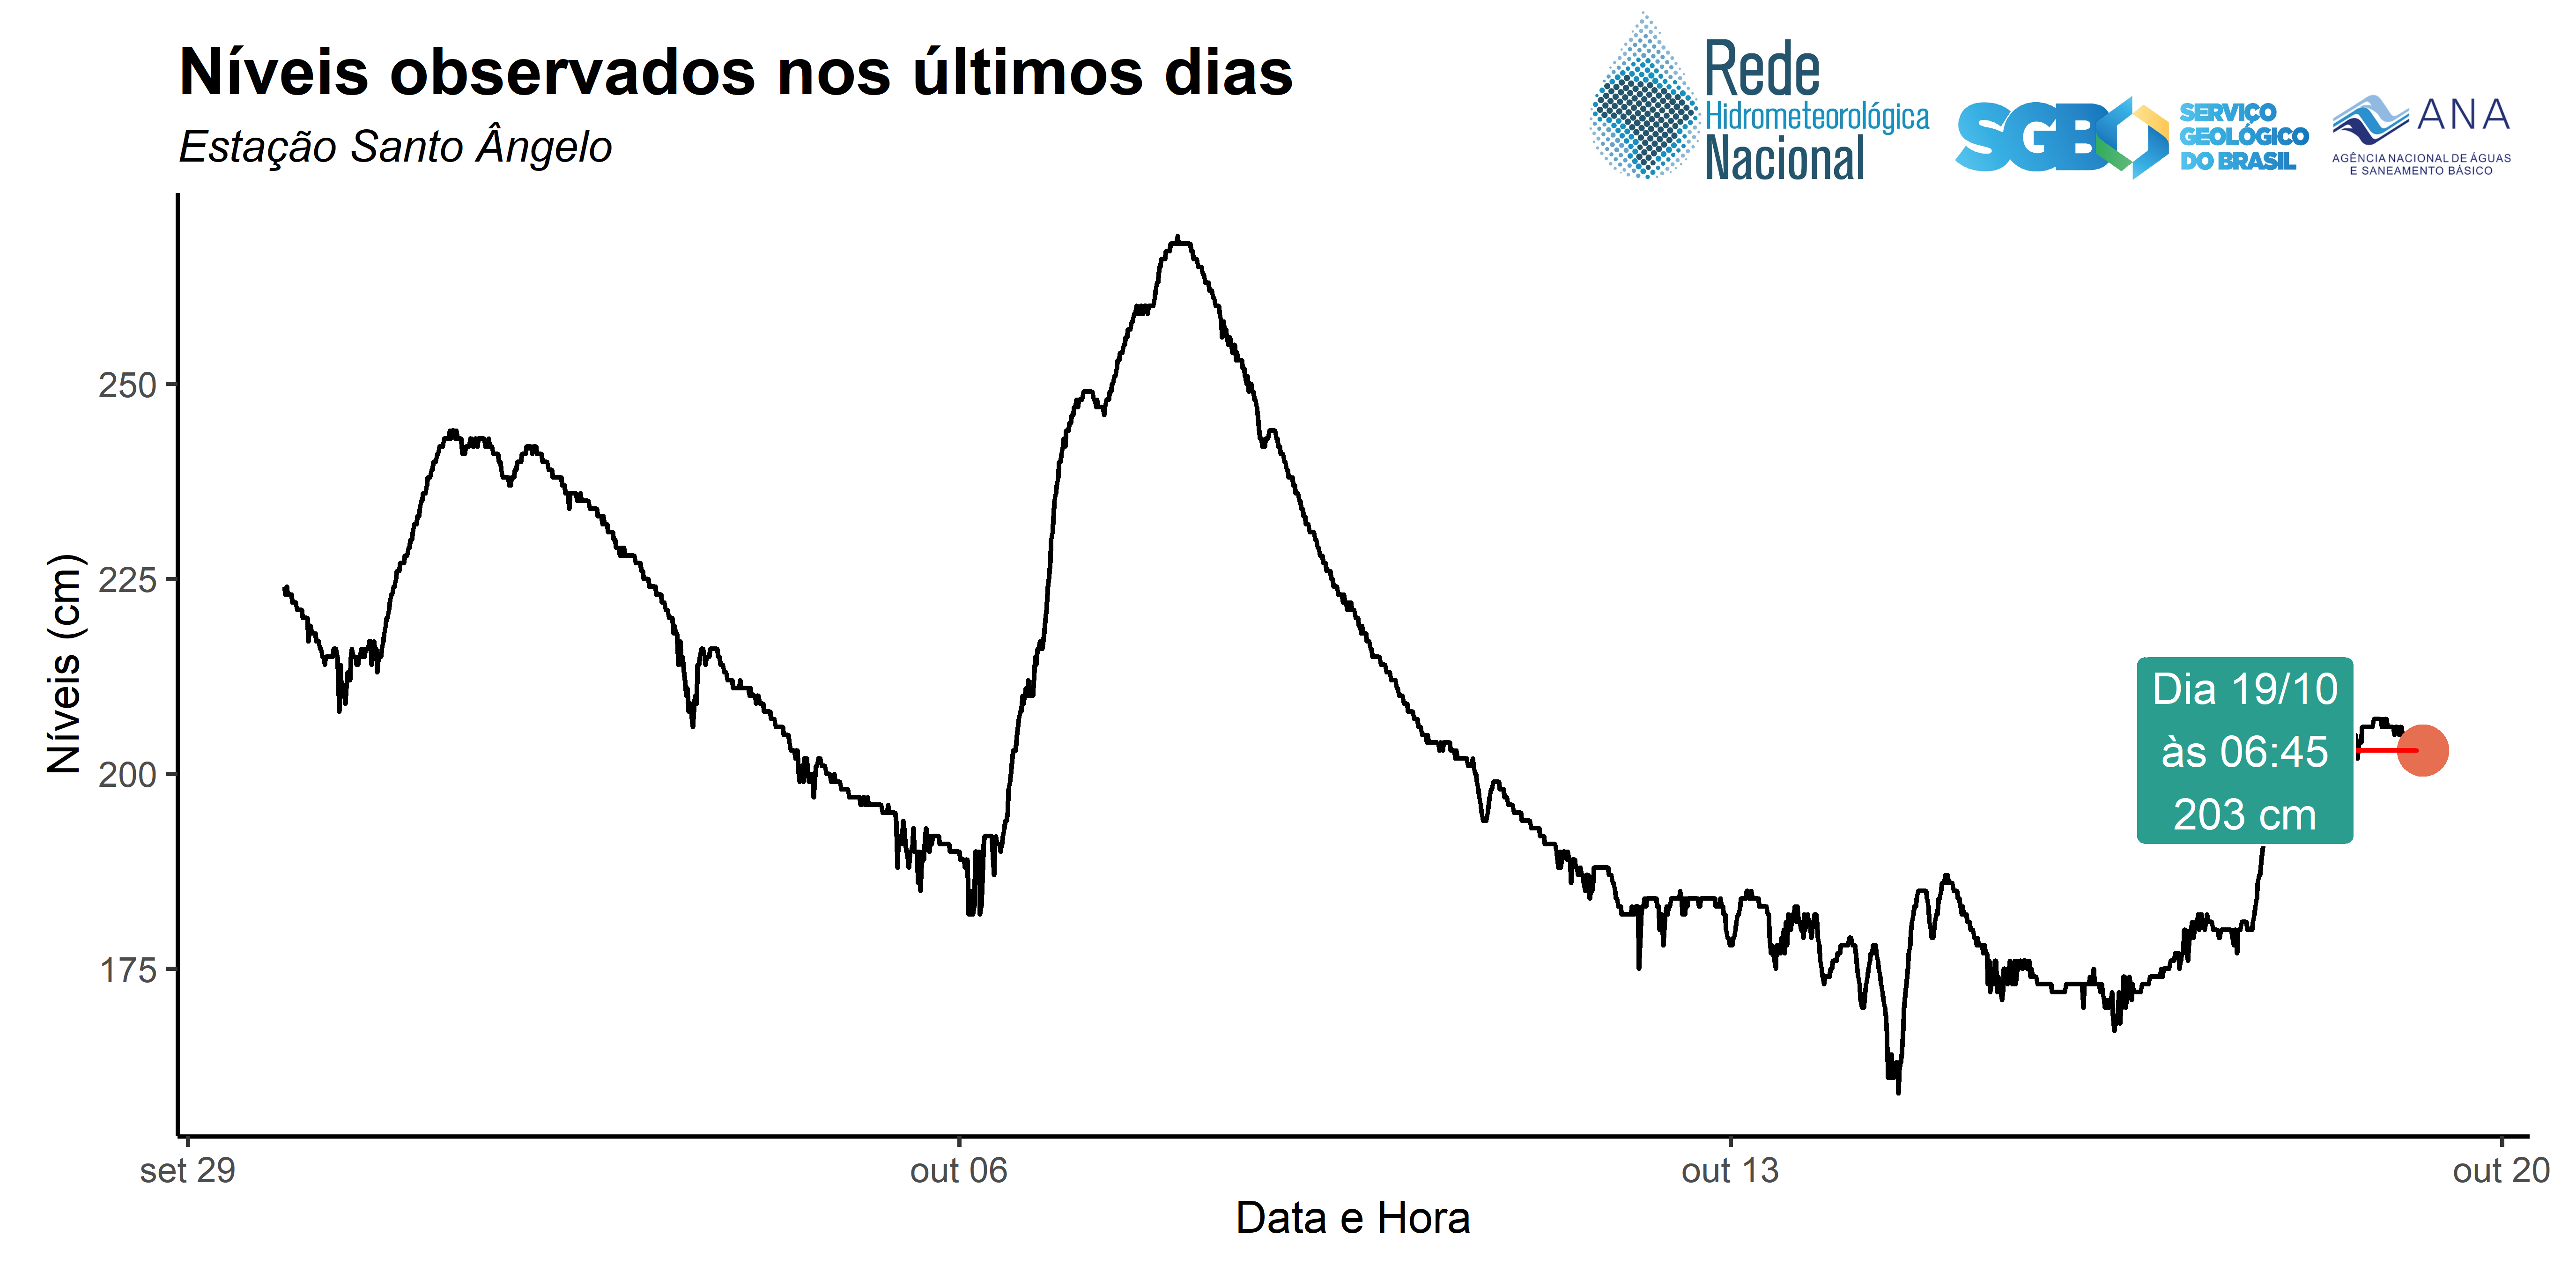 Níveis observados nos últimos dias
Estação Santo Ângelo
Rede
Hidrometeorológica
Nacional
SGB
SERVIÇO
GEOLÓGICO
DO BRASIL
ANA
AGÊNCIA NACIONAL DE ÁGUAS
E SANEAMENTO BÁSICO
Níveis (cm)
250
225
200
175
Dia 19/10
às 06:45
203 cm
set 29
out 06
out 13
out 20
Data e Hora